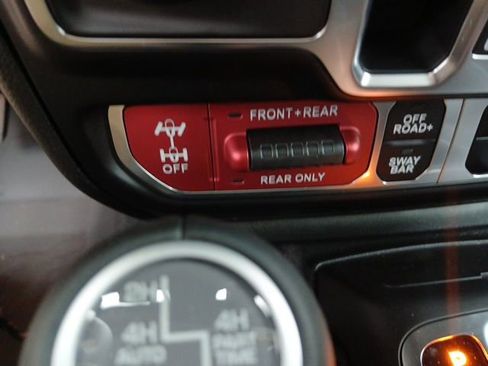 FRONT+REAR
OFF
REAR ONLY
OFF
ROAD+
SWAY
BAR
2H
4H
AUTO
4H
PART
TIME
D